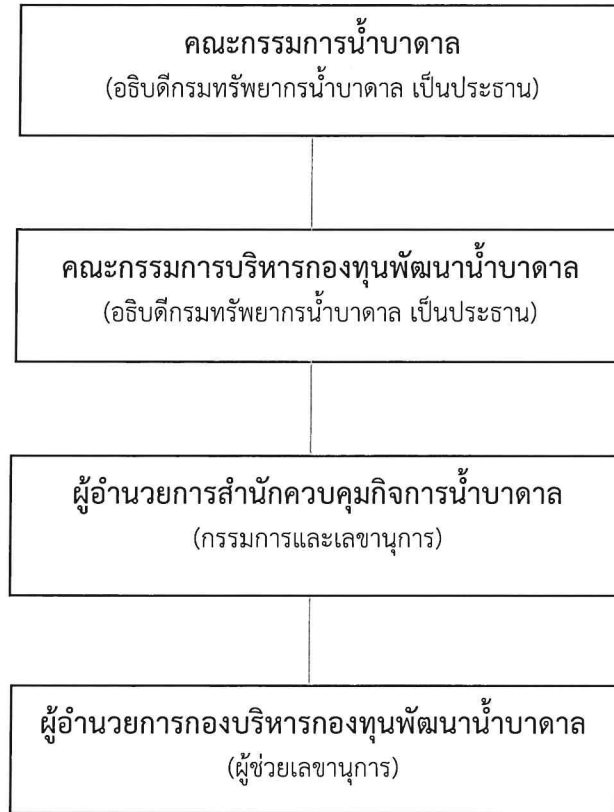 คณะกรรมการน้ำบาดาล
(อธิบดีกรมทรัพยากรน้ำบาดาล เป็นประธาน)
คณะกรรมการบริหารกองทุนพัฒนาน้ำบาดาล
(อธิบดีกรมทรัพยากรน้ำบาดาล เป็นประธาน)
ผู้อำนวยการสำนักควบคุมกิจการน้ำบาดาล
(กรรมการและเลขานุการ)
ผู้อำนวยการกองบริหารกองทุนพัฒนาน้ำบาดาล
(ผู้ช่วยเลขานุการ)